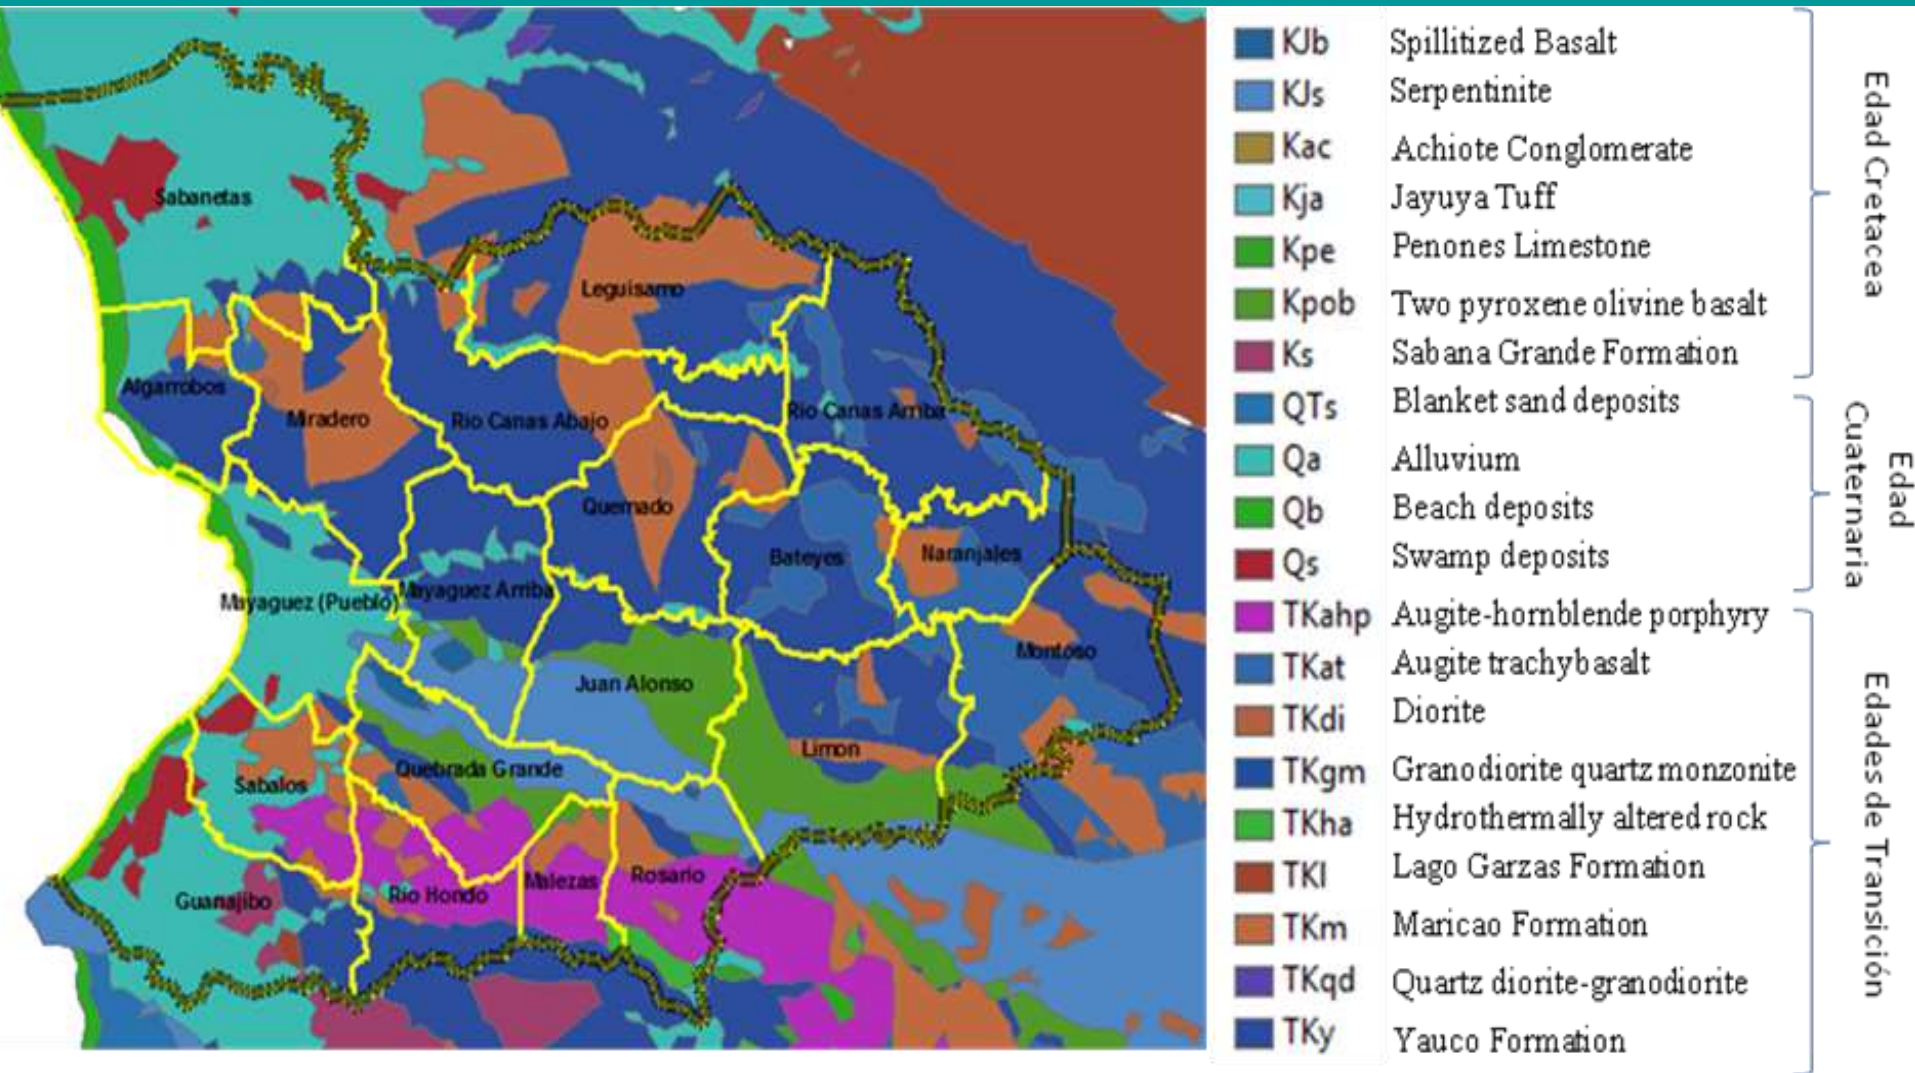 Sabanetas
Leguisamo
Algarrobos
Miradero
Rio Canas Abajo
Rio Canas Arriba
Quemado
Bateyes
Naranjales
Mayaguez (Pueblo)
Mayaguez Arriba
Montoso
Juan Alonso
Limon
Quebrada Grande
Sabalos
Guanajibo
Rio Hondo
Malezas
Rosario
KJb Spillitized Basalt
KJs Serpentinite
Kac Achiote Conglomerate
Kja Jayuya Tuff
Kpe Penones Limestone
Kpob Two pyroxene olivine basalt
Ks Sabana Grande Formation
QTs Blanket sand deposits
Qa Alluvium
Qb Beach deposits
Qs Swamp deposits
TKahp Augite-hornblende porphyry
TKat Augite trachybasalt
TKdi Diorite
TKgm Granodiorite quartz monzonite
TKha Hydrothermally altered rock
TKl Lago Garzas Formation
TKm Maricao Formation
TKqd Quartz diorite-granodiorite
TKy Yauco Formation
Edad Cretacea
Edad
Cuaternaria
Edades de Transición